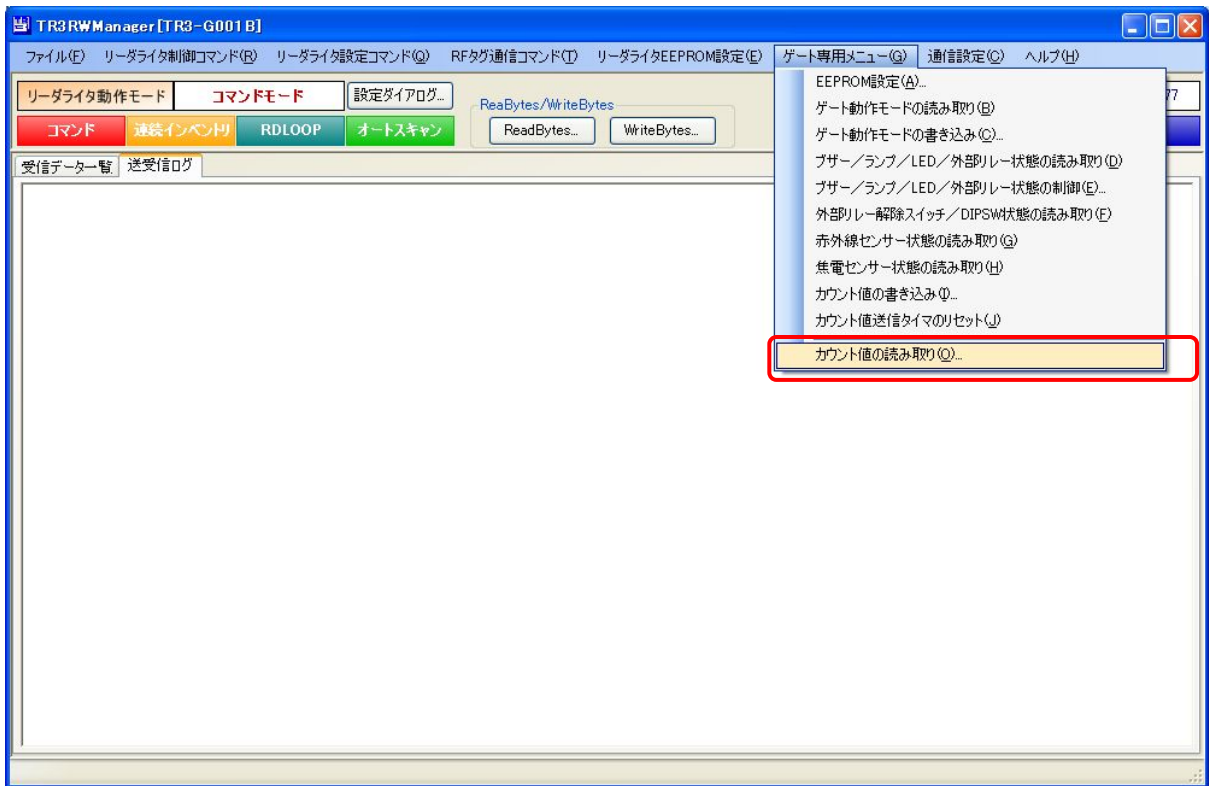 TR3RWManager[TR3-G001B]
ファイル(F) リーダライタ制御コマンド(R) リーダライタ設定コマンド(Q) RFタグ通信コマンド(T) リーダライタEEPROM設定(E) ゲート専用メニュー(G) 通信設定(C) ヘルプ(H)
リーダライタ動作モード コマンドモード 設定ダイアログ... ReaBytes/WriteBytes 77
コマンド 連続インベントリ RDLOOP オートスキャン ReadBytes... WriteBytes...
受信データ一覧 送受信ログ
EEPROM設定(A)...
ゲート動作モードの読み取り(B)
ゲート動作モードの書き込み(C)...
ブザー/ランプ/LED/外部リレー状態の読み取り(D)
ブザー/ランプ/LED/外部リレー状態の制御(E)...
外部リレー解除スイッチ/DIPSW状態の読み取り(F)
赤外線センサー状態の読み取り(G)
焦電センサー状態の読み取り(H)
カウント値の書き込み(I)...
カウント値送信タイマのリセット(J)
カウント値の読み取り(O)...